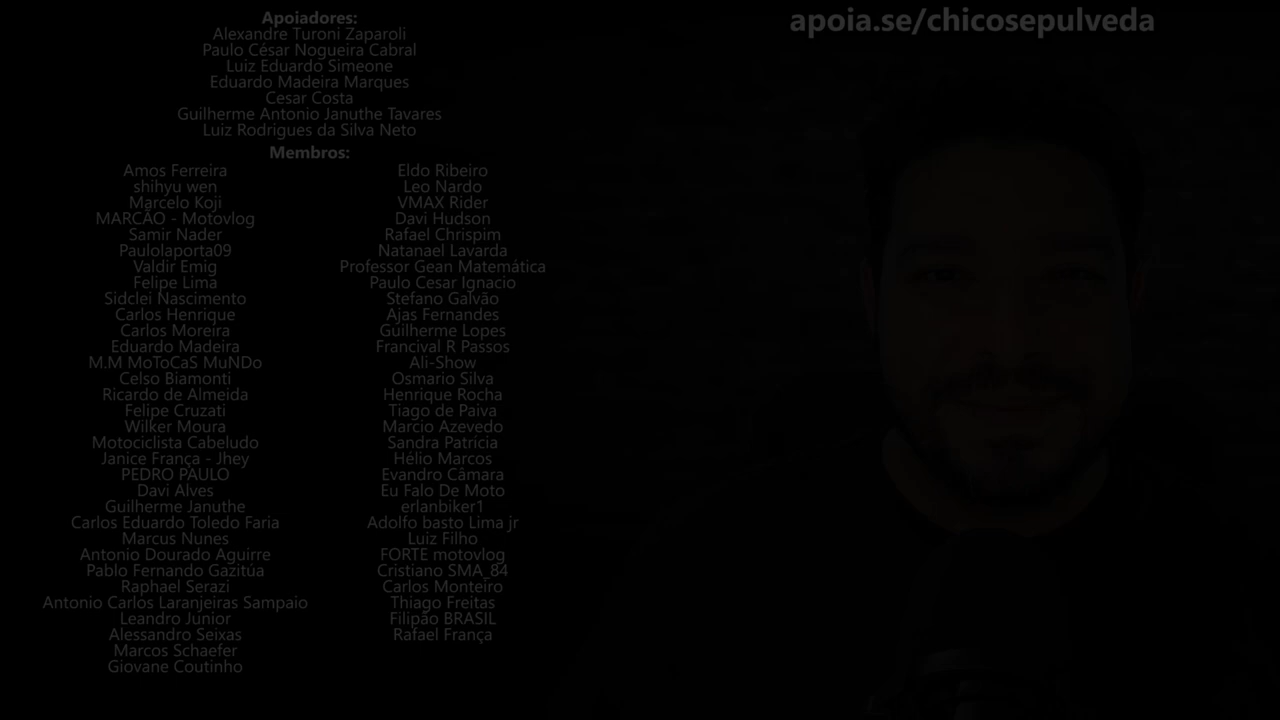 apoia.se/chicosepulveda
Apoiadores:
Alexandre Turoni Zaparoli
Paulo César Nogueira Cabral
Luiz Eduardo Simeone
Eduardo Madeira Marques
Cesar Costa
Guilherme Antonio Januthe Tavares
Luiz Rodrigues da Silva Neto
Membros:
Amos Ferreira
shihyu wen
Marcelo Koji
MARCÃO - Motovlog
Samir Nader
Paulolaporta09
Valdir Emig
Felipe Lima
Sidclei Nascimento
Carlos Henrique
Carlos Moreira
Eduardo Madeira
M.M MoToCaS MuNDo
Celso Biamonti
Ricardo de Almeida
Felipe Cruzati
Wilker Moura
Motociclista Cabeludo
Janice França - Jhey
PEDRO PAULO
Davi Alves
Guilherme Januthe
Carlos Eduardo Toledo Faria
Marcus Nunes
Antonio Dourado Aguirre
Pablo Fernando Gazitúa
Raphael Serazi
Antonio Carlos Laranjeiras Sampaio
Leandro Junior
Alessandro Seixas
Marcos Schaefer
Giovane Coutinho
Eldo Ribeiro
Leo Nardo
VMAX Rider
Davi Hudson
Rafael Chrispim
Natanael Lavarda
Professor Gean Matemática
Paulo Cesar Ignacio
Stefano Galvão
Ajas Fernandes
Guilherme Lopes
Francival R Passos
Ali-Show
Osmario Silva
Henrique Rocha
Tiago de Paiva
Marcio Azevedo
Sandra Patrícia
Hélio Marcos
Evandro Câmara
Eu Falo De Moto
erlanbiker1
Adolfo basto Lima jr
Luiz Filho
FORTE motovlog
Cristiano SMA_84
Carlos Monteiro
Thiago Freitas
Filipão BRASIL
Rafael França